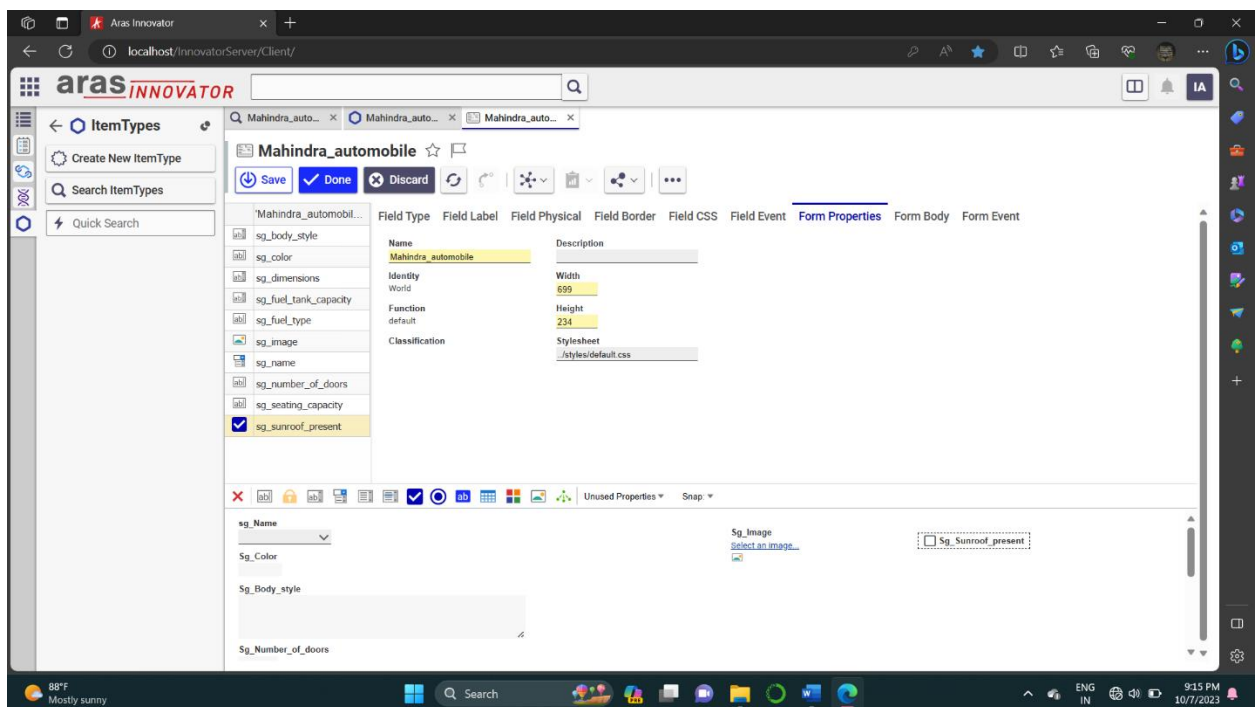 Aras Innovator
localhost/InnovatorServer/Client/
aras INNOVATOR
IA
ItemTypes
Create New ItemType
Search ItemTypes
Quick Search
Mahindra_auto...
Mahindra_auto...
Mahindra_auto...
Mahindra_automobile
Save
Done
Discard
'Mahindra_automobil...
sg_body_style
sg_color
sg_dimensions
sg_fuel_tank_capacity
sg_fuel_type
sg_image
sg_name
sg_number_of_doors
sg_seating_capacity
sg_sunroof_present
Field Type Field Label Field Physical Field Border Field CSS Field Event Form Properties Form Body Form Event
Name
Mahindra_automobile
Description
Identity
World
Width
699
Function
default
Height
234
Classification
Stylesheet
../styles/default.css
Unused Properties
Snap:
sg_Name
Sg_Color
Sg_Body_style
Sg_Number_of_doors
Sg_Image
Select an image...
Sg_Sunroof_present
88°F
Mostly sunny
Search
ENG
IN
9:15 PM
10/7/2023